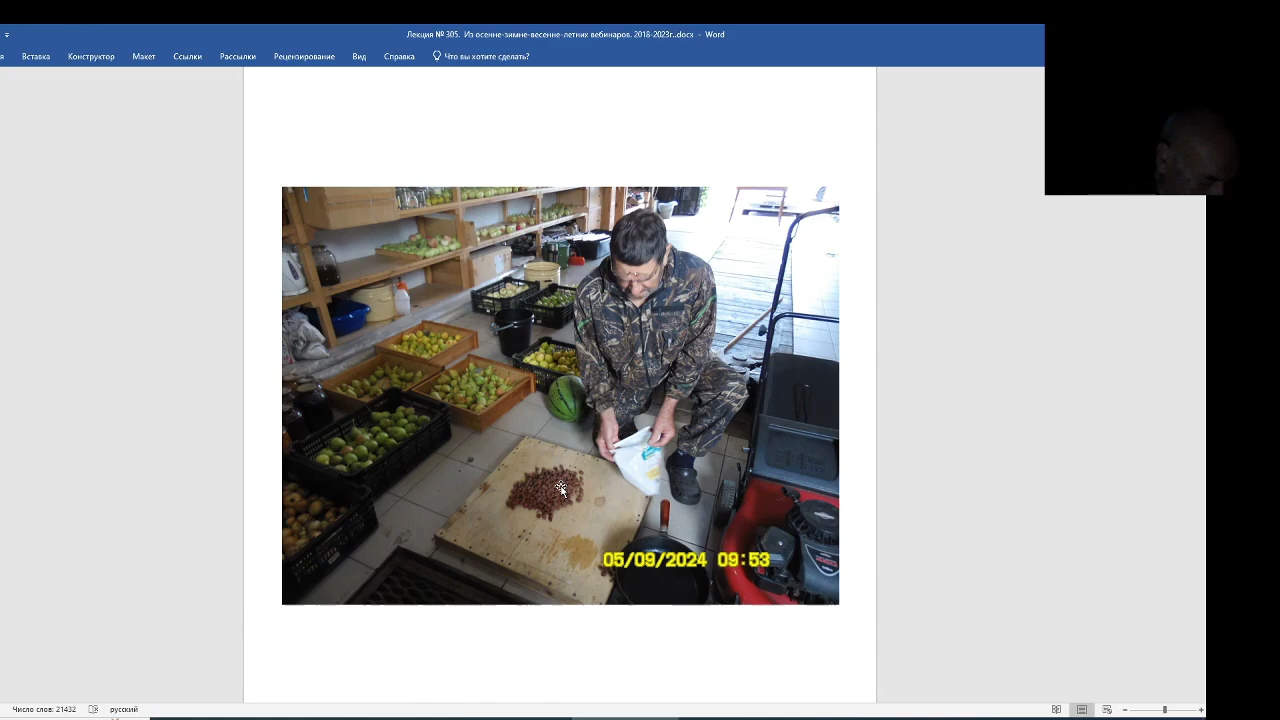 Лекция № 305.  Из осенне-зимне-весенне-летних вебинаров. 2018-2023г..docx  -  Word
я Вставка Конструктор Макет Ссылки Рассылки Рецензирование Вид Справка Что вы хотите сделать?
05/09/2024 09:53
Число слов: 21432 русский